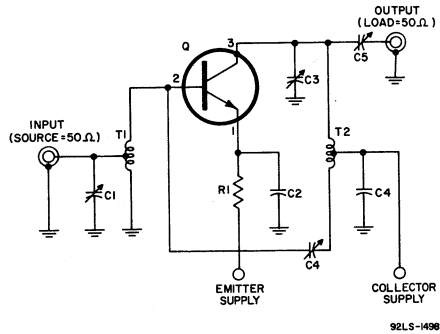 OUTPUT
(LOAD=50Ω)
Q
3
C5
2
C3
INPUT
(SOURCE=50Ω)
T1
1
T2
C1
R1
C2
C4
C4
EMITTER
SUPPLY
COLLECTOR
SUPPLY
92LS-1498